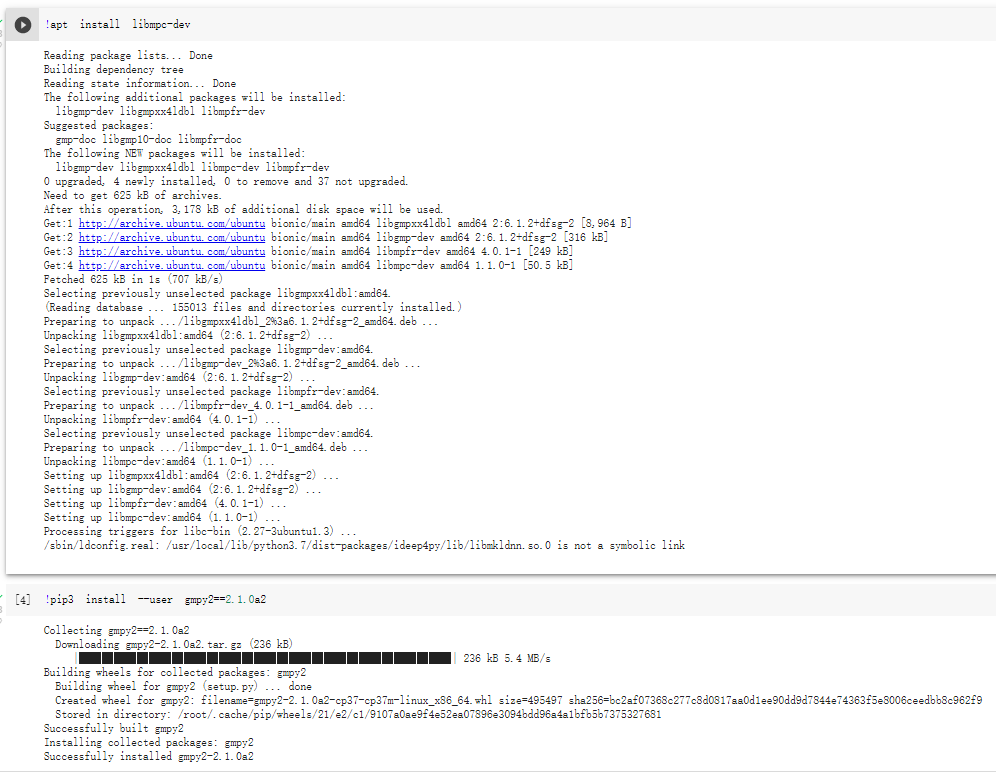 !apt install libmpc-dev
Reading package lists... Done
Building dependency tree
Reading state information... Done
The following additional packages will be installed:
libgmp-dev libgmpxx4ldbl libmpfr-dev
Suggested packages:
gmp-doc libgmp10-doc libmpfr-doc
The following NEW packages will be installed:
libgmp-dev libgmpxx4ldbl libmpc-dev libmpfr-dev
0 upgraded, 4 newly installed, 0 to remove and 37 not upgraded.
Need to get 625 kB of archives.
After this operation, 3,178 kB of additional disk space will be used.
Get:1 http://archive.ubuntu.com/ubuntu bionic/main amd64 libgmpxx4ldbl amd64 2:6.1.2+dfsg-2 [8,964 B]
Get:2 http://archive.ubuntu.com/ubuntu bionic/main amd64 libgmp-dev amd64 2:6.1.2+dfsg-2 [316 kB]
Get:3 http://archive.ubuntu.com/ubuntu bionic/main amd64 libmpfr-dev amd64 4.0.1-1 [249 kB]
Get:4 http://archive.ubuntu.com/ubuntu bionic/main amd64 libmpc-dev amd64 1.1.0-1 [50.5 kB]
Fetched 625 kB in 1s (707 kB/s)
Selecting previously unselected package libgmpxx4ldbl:amd64.
(Reading database ... 155013 files and directories currently installed.)
Preparing to unpack .../libgmpxx4ldbl_2%3a6.1.2+dfsg-2_amd64.deb ...
Unpacking libgmpxx4ldbl:amd64 (2:6.1.2+dfsg-2) ...
Selecting previously unselected package libgmp-dev:amd64.
Preparing to unpack .../libgmp-dev_2%3a6.1.2+dfsg-2_amd64.deb ...
Unpacking libgmp-dev:amd64 (2:6.1.2+dfsg-2) ...
Selecting previously unselected package libmpfr-dev:amd64.
Preparing to unpack .../libmpfr-dev_4.0.1-1_amd64.deb ...
Unpacking libmpfr-dev:amd64 (4.0.1-1) ...
Selecting previously unselected package libmpc-dev:amd64.
Preparing to unpack .../libmpc-dev_1.1.0-1_amd64.deb ...
Unpacking libmpc-dev:amd64 (1.1.0-1) ...
Setting up libgmpxx4ldbl:amd64 (2:6.1.2+dfsg-2) ...
Setting up libgmp-dev:amd64 (2:6.1.2+dfsg-2) ...
Setting up libmpfr-dev:amd64 (4.0.1-1) ...
Setting up libmpc-dev:amd64 (1.1.0-1) ...
Processing triggers for libc-bin (2.27-3ubuntu1.3) ...
/sbin/ldconfig.real: /usr/local/lib/python3.7/dist-packages/ideep4py/lib/libmkldnn.so.0 is not a symbolic link
[4] !pip3 install --user gmpy2==2.1.0a2
Collecting gmpy2==2.1.0a2
Downloading gmpy2-2.1.0a2.tar.gz (236 kB)
236 kB 5.4 MB/s
Building wheels for collected packages: gmpy2
Building wheel for gmpy2 (setup.py) ... done
Created wheel for gmpy2: filename=gmpy2-2.1.0a2-cp37-cp37m-linux_x86_64.whl size=495497 sha256=bc2af07368c277c8d0817aa0d1ee90dd9d7844e74363f5e8006ceedbb8c962f9
Stored in directory: /root/.cache/pip/wheels/21/e2/c1/9107a0ae9f4e52ea07896e3094bdd96a4a1bfb5b7375327681
Successfully built gmpy2
Installing collected packages: gmpy2
Successfully installed gmpy2-2.1.0a2